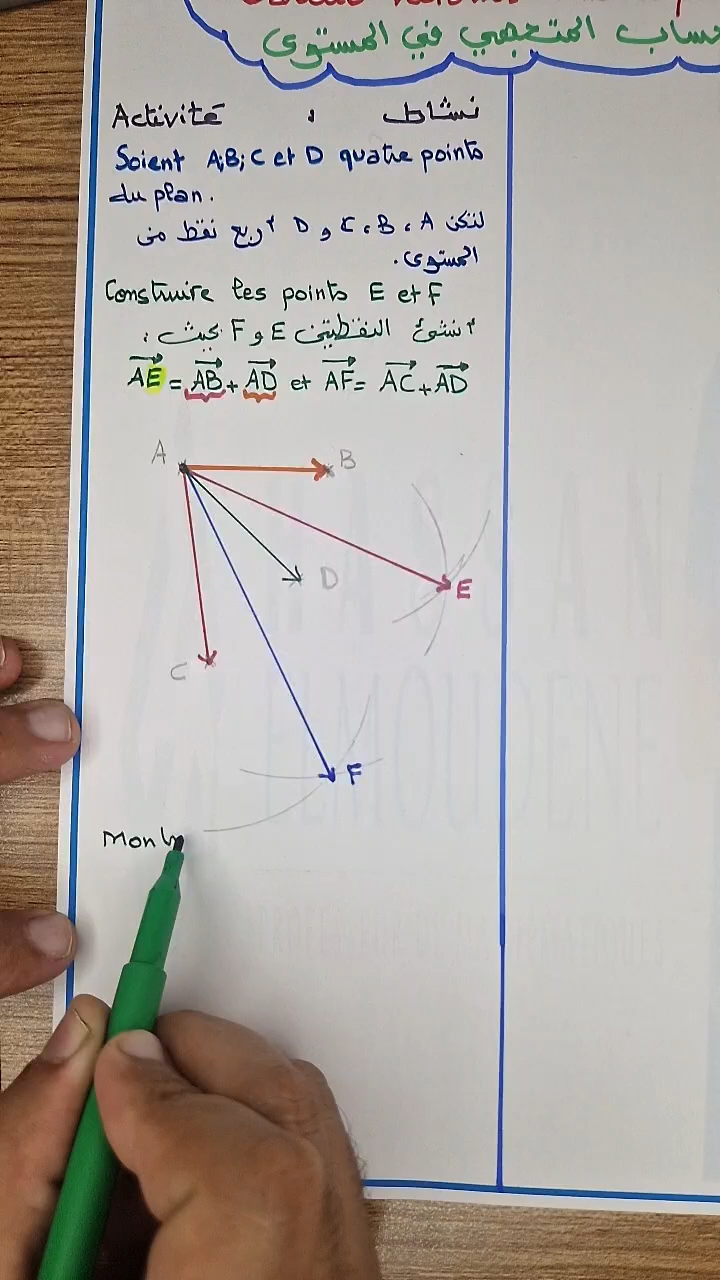 حساب المتجهي في المستوى
Activité : نشاط
Soient A;B; C et D quatre points
du plan.
لتكن A ، B ، C و D أربع نقط من
المستوى.
Construire les points E et F
أنشئ النقطتين E و F بحيث :
AE = AB + AD et AF = AC + AD
A
B
D
E
C
F
Mon